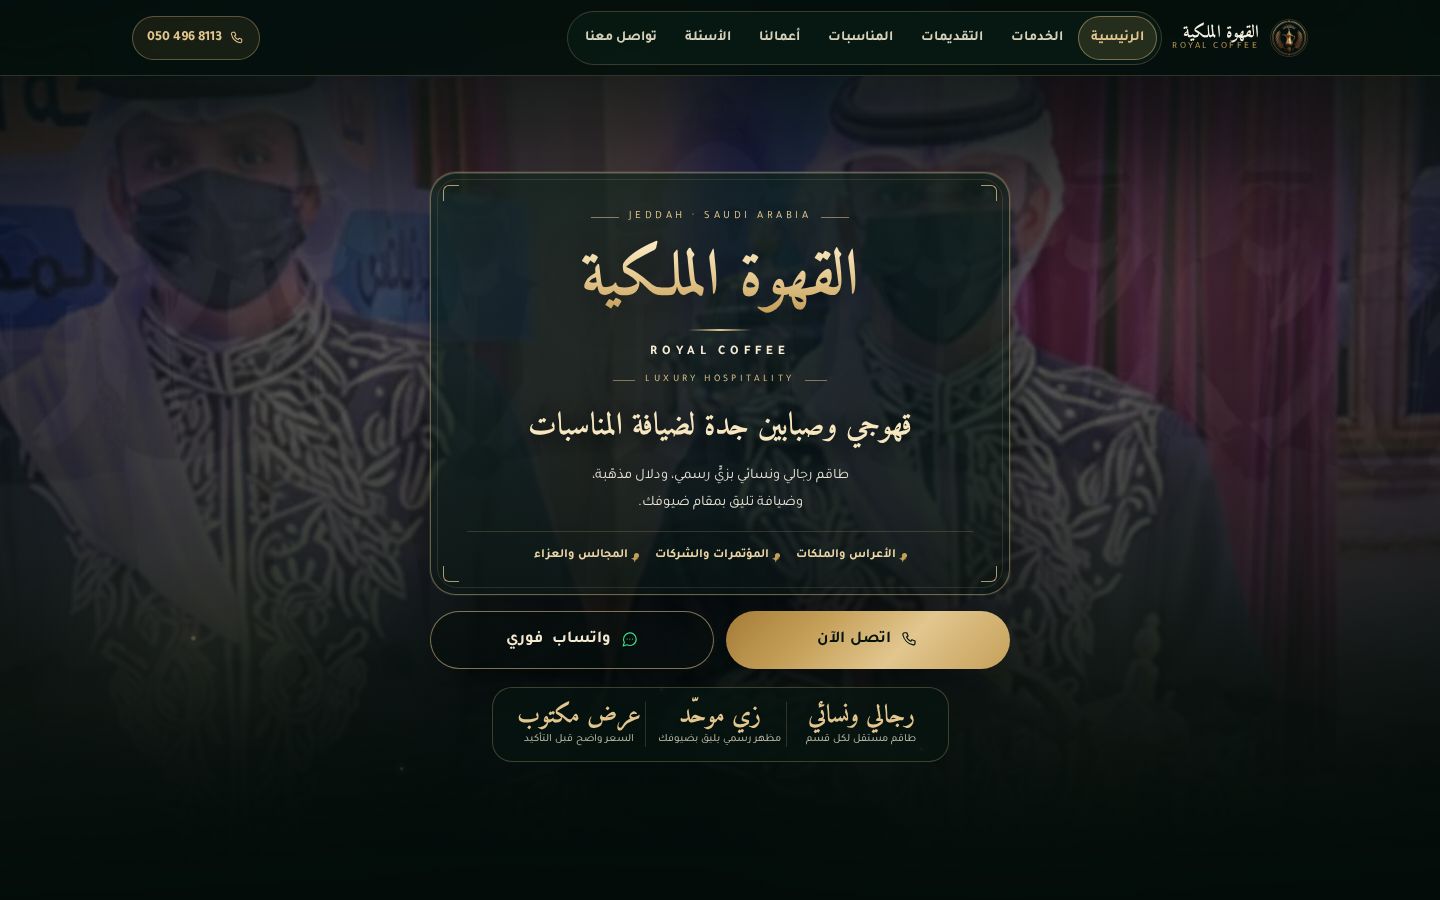 القهوة الملكية
ROYAL COFFEE
الرئيسية
الخدمات
التقديمات
المناسبات
أعمالنا
الأسئلة
تواصل معنا
050 496 8113
JEDDAH · SAUDI ARABIA
القهوة الملكية
ROYAL COFFEE
LUXURY HOSPITALITY
قهوجي وصبابين جدة لضيافة المناسبات
طاقم رجالي ونسائي بزيٍّ رسمي، ودلال مذهّبة،
وضيافة تليق بمقام ضيوفك.
الأعراس والملكات
المؤتمرات والشركات
المجالس والعزاء
اتصل الآن
واتساب فوري
رجالي ونسائي
طاقم مستقل لكل قسم
زي موحّد
مظهر رسمي يليق بضيوفك
عرض مكتوب
السعر واضح قبل التأكيد